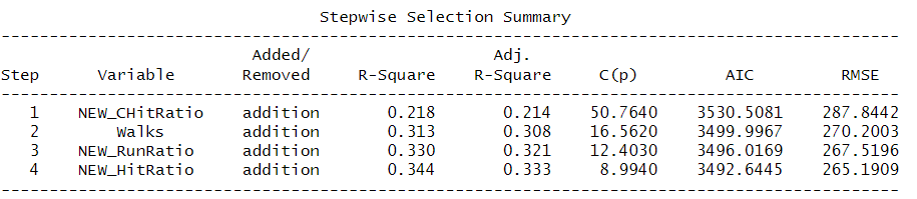 Stepwise Selection Summary
Added/ Adj.
Step Variable Removed R-Square R-Square C(p) AIC RMSE
1 NEW_CHitRatio addition 0.218 0.214 50.7640 3530.5081 287.8442
2 Walks addition 0.313 0.308 16.5620 3499.9967 270.2003
3 NEW_RunRatio addition 0.330 0.321 12.4030 3496.0169 267.5196
4 NEW_HitRatio addition 0.344 0.333 8.9940 3492.6445 265.1909